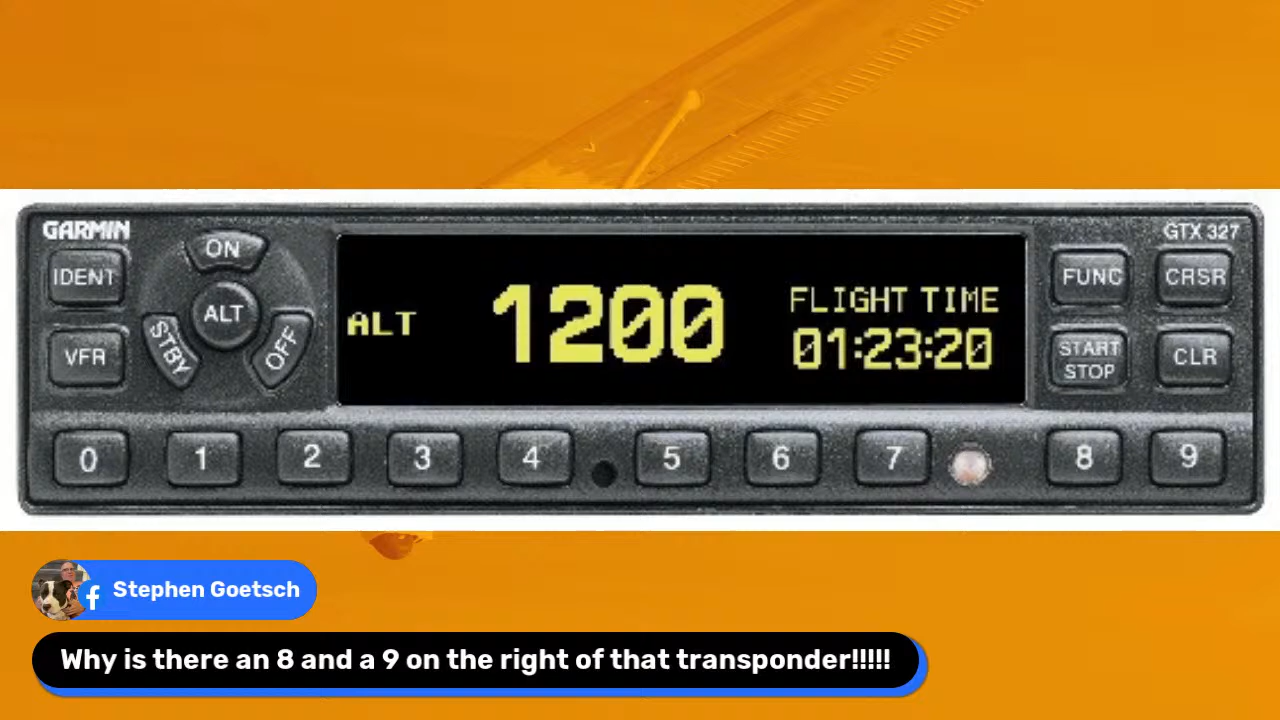 GARMIN
GTX 327
IDENT
ON
ALT
STBY
OFF
VFR
ALT
1200
FLIGHT TIME
01:23:20
FUNC
CRSR
START
STOP
CLR
0 1 2 3 4 5 6 7 8 9
Stephen Goetsch
Why is there an 8 and a 9 on the right of that transponder!!!!!